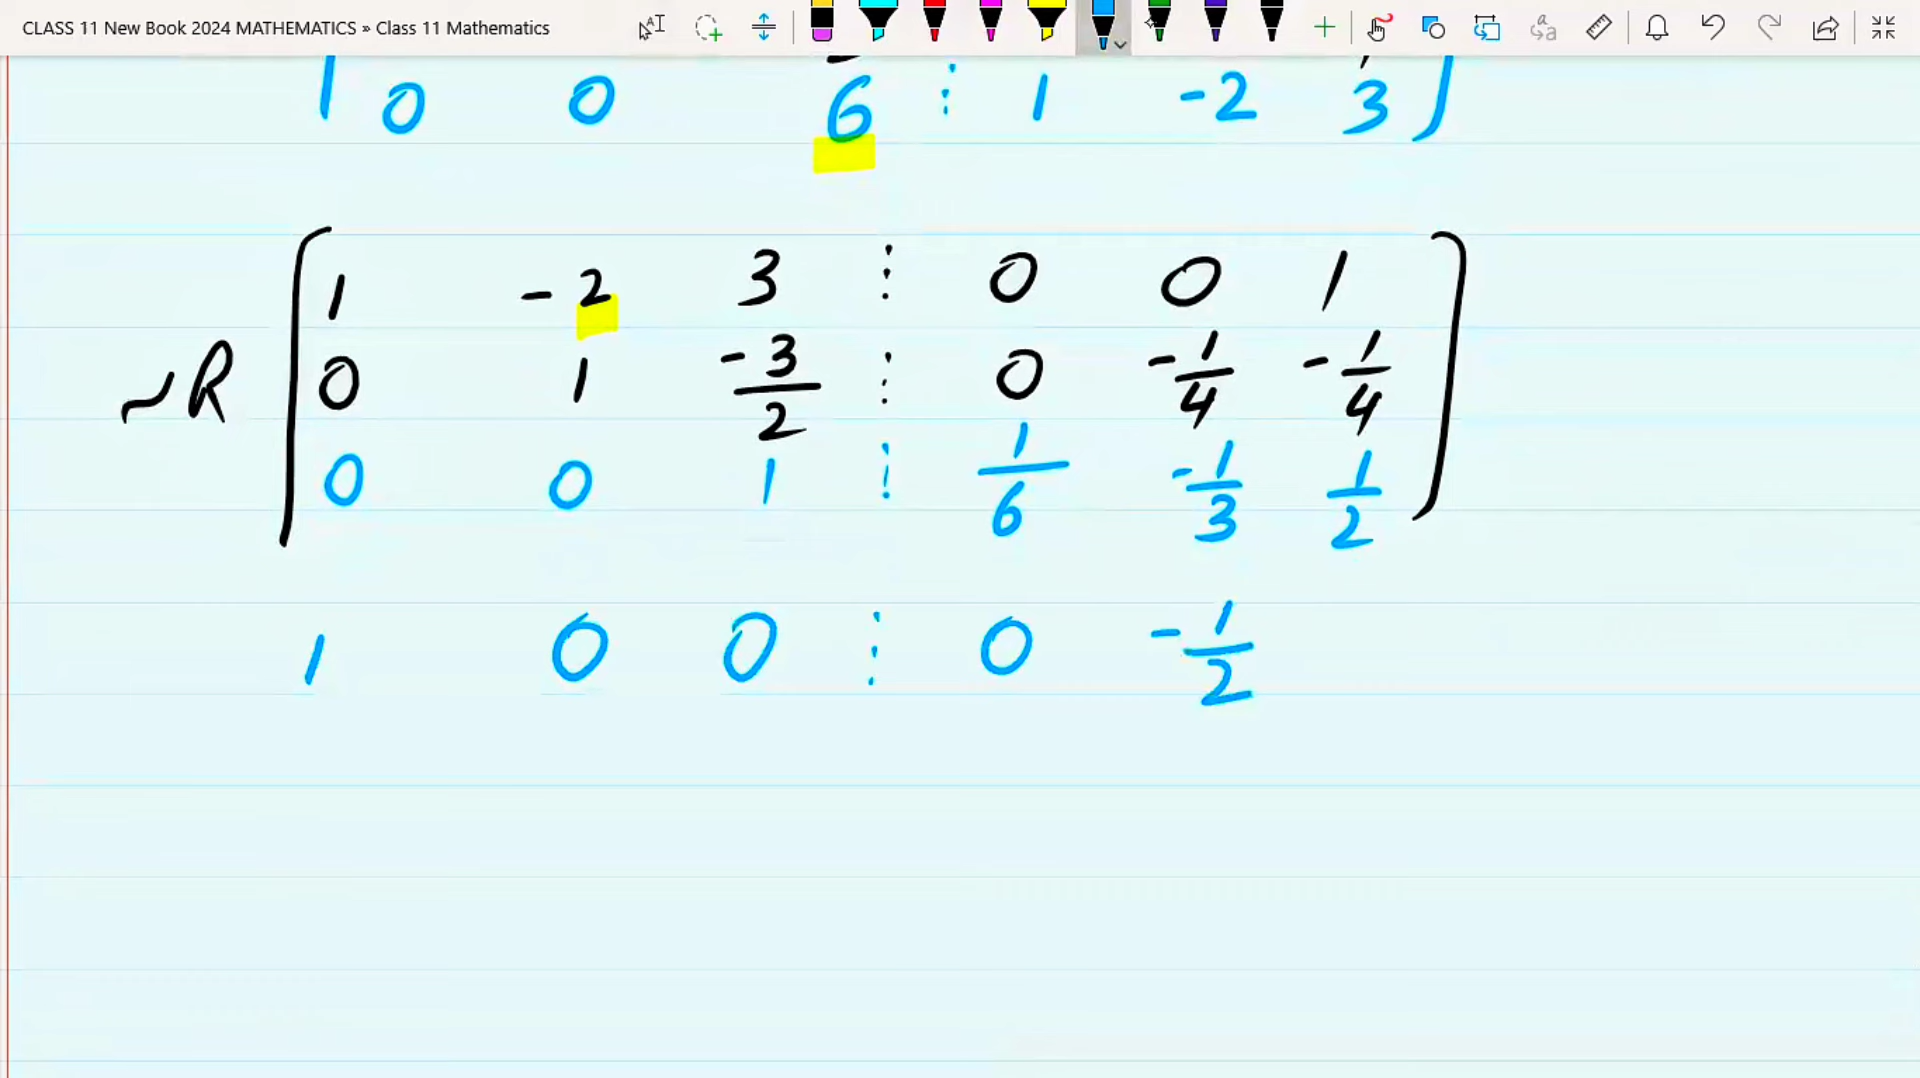 CLASS 11 New Book 2024 MATHEMATICS » Class 11 Mathematics
0 0 6 ⋮ 1 -2 3
1 -2 3 ⋮ 0 0 1
~R 0 1 -3/2 ⋮ 0 -1/4 -1/4
0 0 1 ⋮ 1/6 -1/3 1/2
1 0 0 ⋮ 0 -1/2